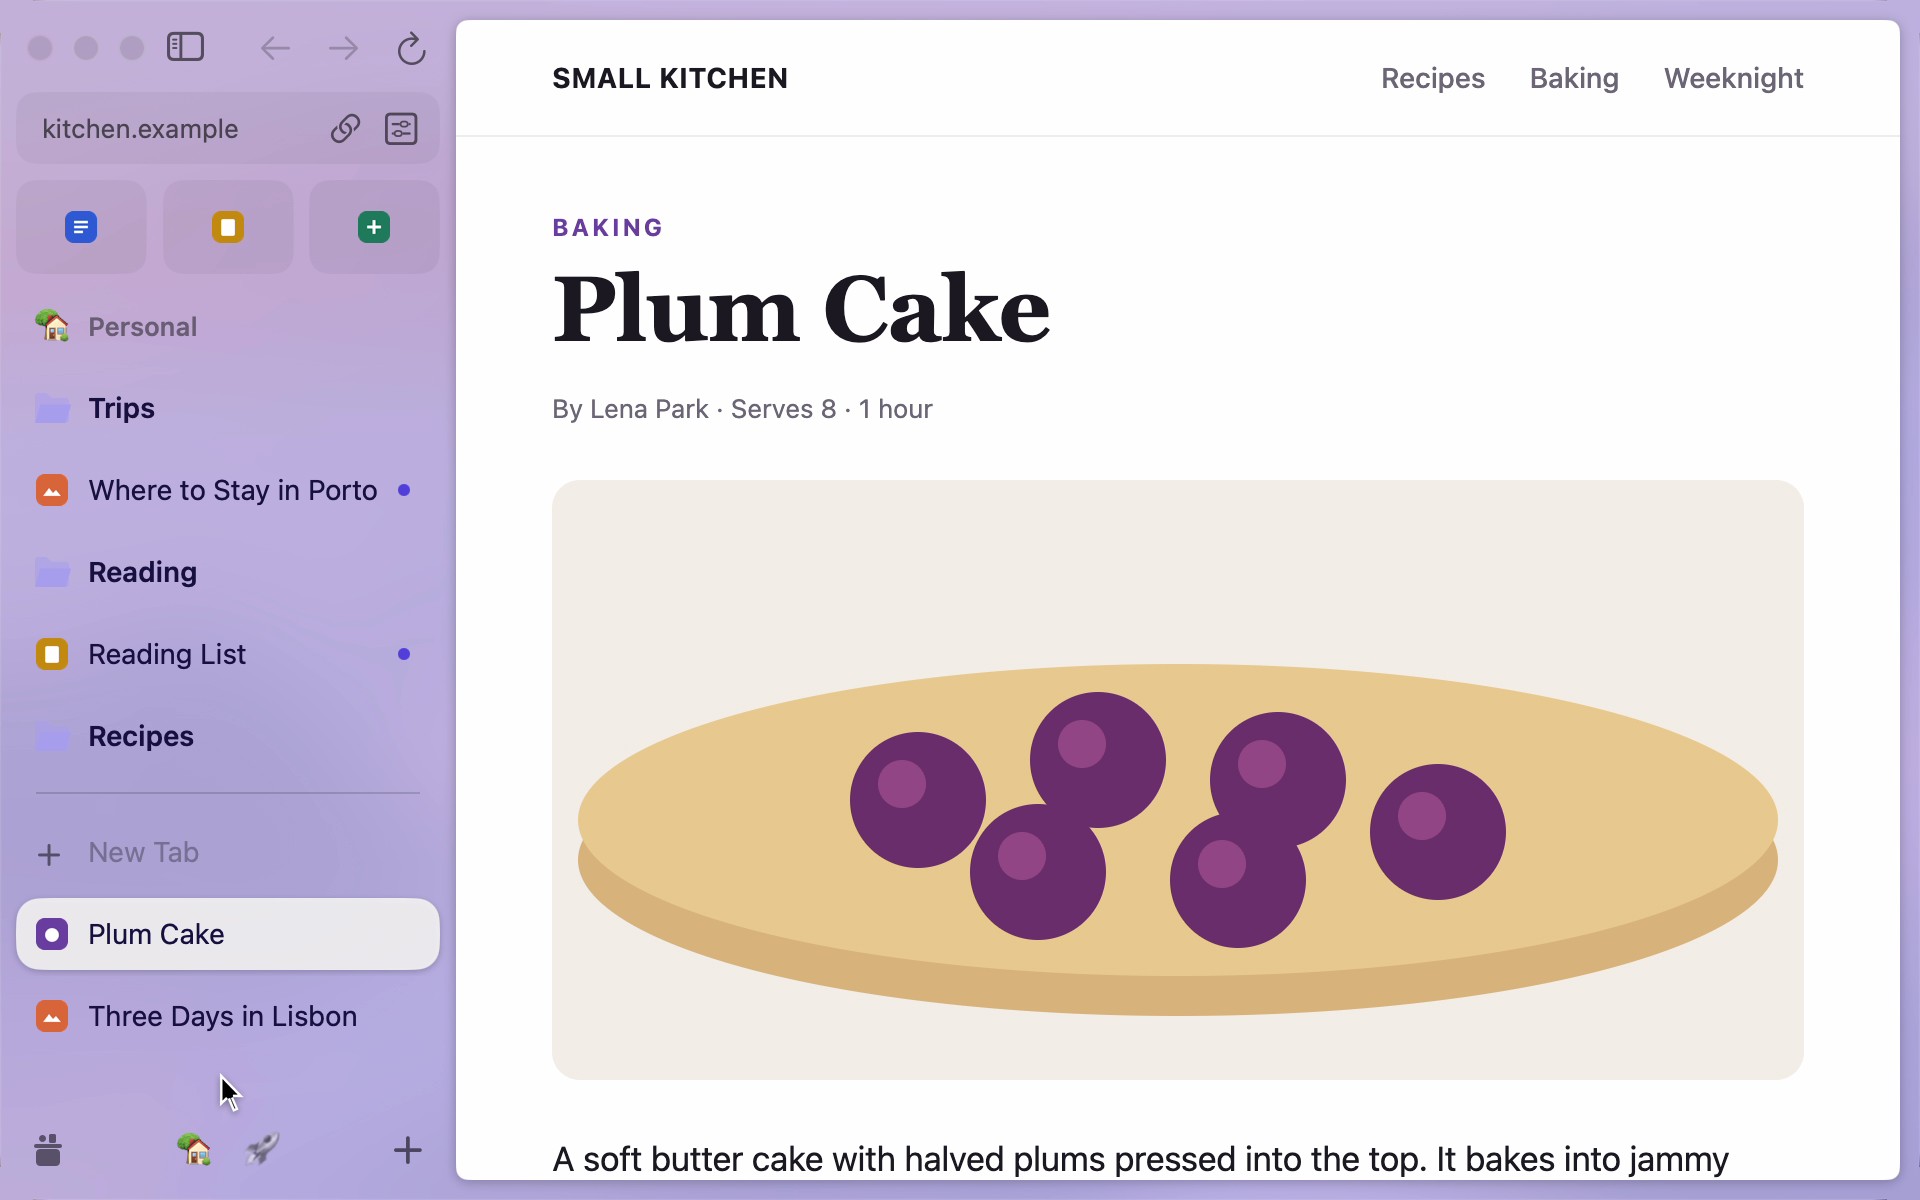 kitchen.example
Personal
Trips
Where to Stay in Porto
Reading
Reading List
Recipes
New Tab
Plum Cake
Three Days in Lisbon
SMALL KITCHEN
Recipes
Baking
Weeknight
BAKING
Plum Cake
By Lena Park · Serves 8 · 1 hour
A soft butter cake with halved plums pressed into the top. It bakes into jammy